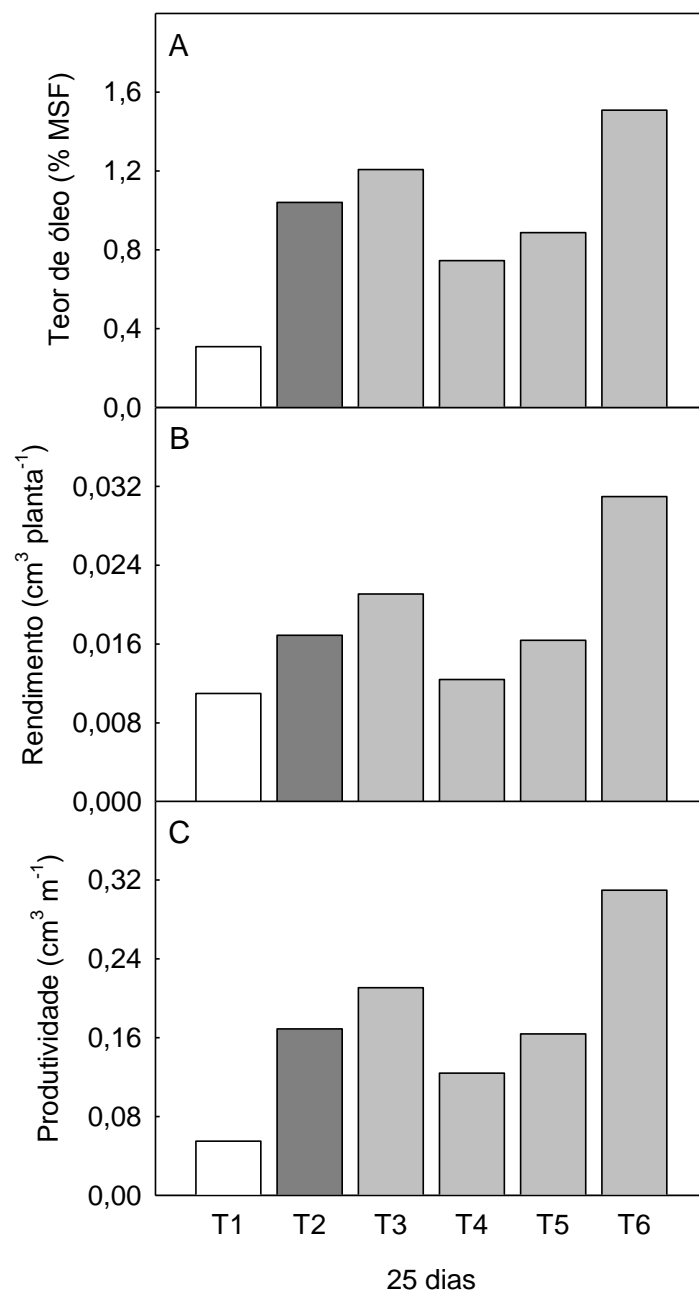 A
Teor de óleo (% MSF)
1,6
1,2
0,8
0,4
0,0
B
Rendimento (cm³ planta⁻¹)
0,032
0,024
0,016
0,008
0,000
C
Produtividade (cm³ m⁻¹)
0,32
0,24
0,16
0,08
0,00
T1 T2 T3 T4 T5 T6
25 dias